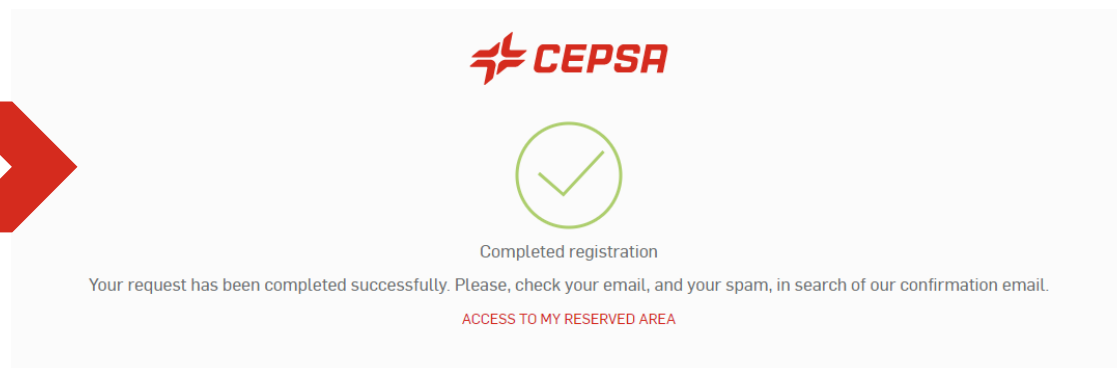 CEPSA
Completed registration
Your request has been completed successfully. Please, check your email, and your spam, in search of our confirmation email.
ACCESS TO MY RESERVED AREA